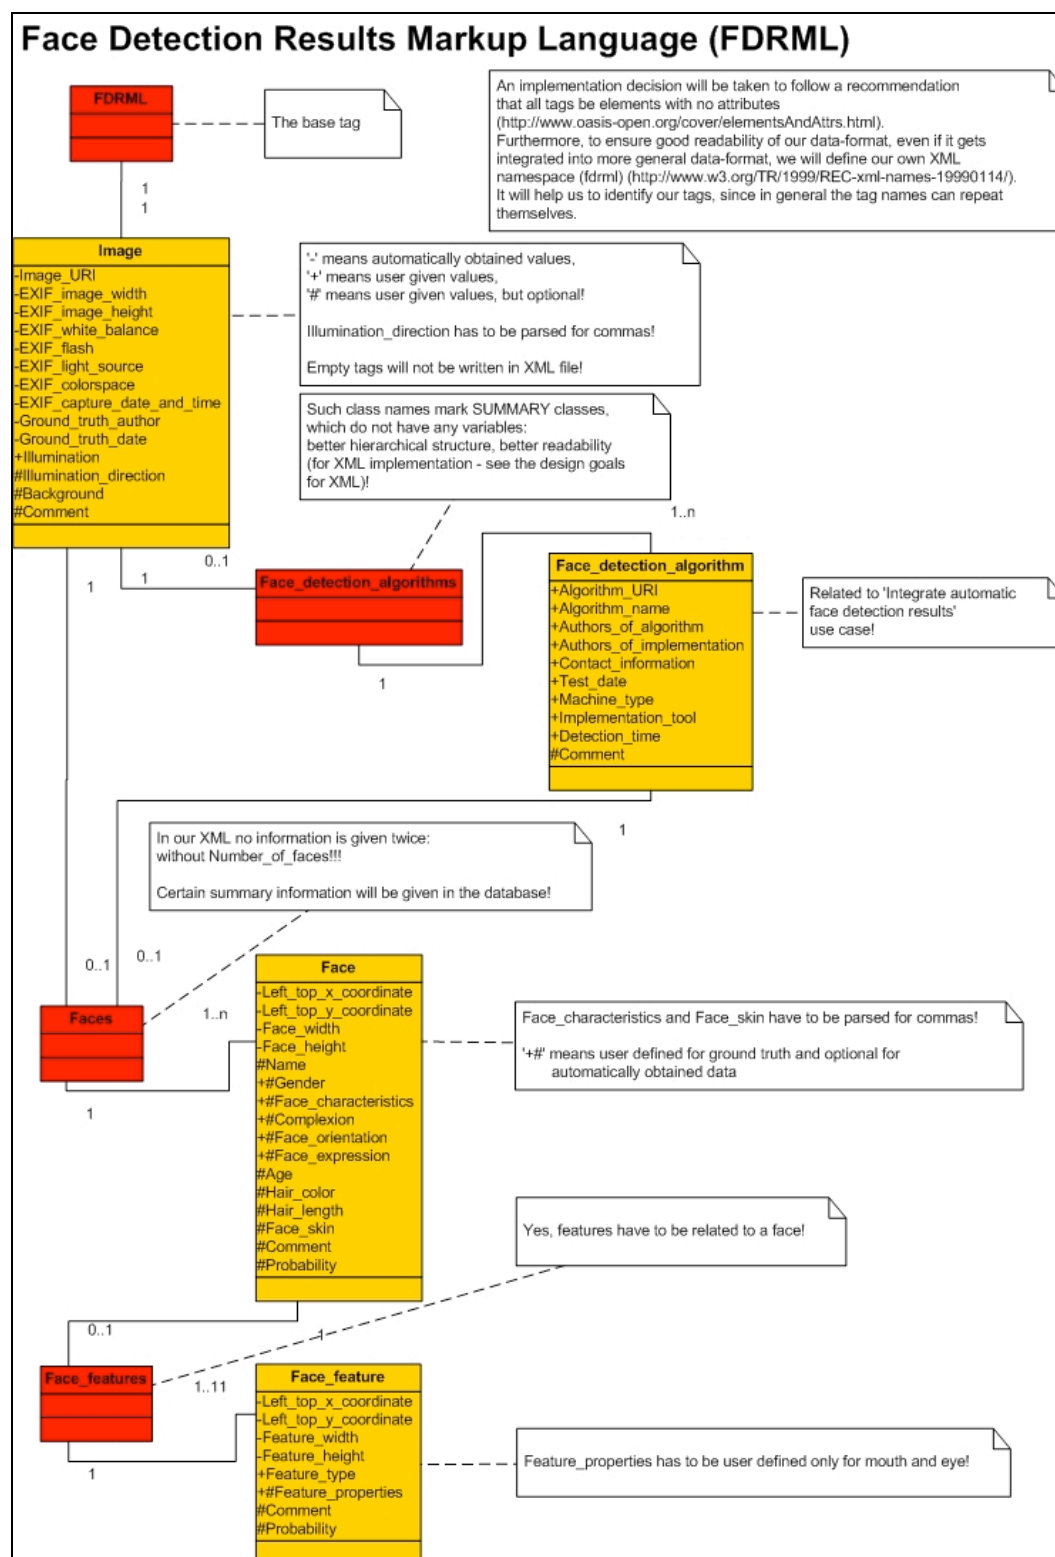 Face Detection Results Markup Language (FDRML)
FDRML
The base tag
An implementation decision will be taken to follow a recommendation
that all tags be elements with no attributes
(http://www.oasis-open.org/cover/elementsAndAttrs.html).
Furthermore, to ensure good readability of our data-format, even if it gets
integrated into more general data-format, we will define our own XML
namespace (fdrml) (http://www.w3.org/TR/1999/REC-xml-names-19990114/).
It will help us to identify our tags, since in general the tag names can repeat
themselves.
1
1
Image
-Image_URI
-EXIF_image_width
-EXIF_image_height
-EXIF_white_balance
-EXIF_flash
-EXIF_light_source
-EXIF_colorspace
-EXIF_capture_date_and_time
-Ground_truth_author
-Ground_truth_date
+Illumination
#Illumination_direction
#Background
#Comment
'-' means automatically obtained values,
'+' means user given values,
'#' means user given values, but optional!
Illumination_direction has to be parsed for commas!
Empty tags will not be written in XML file!
Such class names mark SUMMARY classes,
which do not have any variables:
better hierarchical structure, better readability
(for XML implementation - see the design goals
for XML)!
1..n
0..1
1
1
Face_detection_algorithms
1
Face_detection_algorithm
+Algorithm_URI
+Algorithm_name
+Authors_of_algorithm
+Authors_of_implementation
+Contact_information
+Test_date
+Machine_type
+Implementation_tool
+Detection_time
#Comment
Related to 'Integrate automatic
face detection results'
use case!
1
In our XML no information is given twice:
without Number_of_faces!!!
Certain summary information will be given in the database!
0..1
0..1
Faces
1..n
1
Face
-Left_top_x_coordinate
-Left_top_y_coordinate
-Face_width
-Face_height
#Name
+#Gender
+#Face_characteristics
+#Complexion
+#Face_orientation
+#Face_expression
#Age
#Hair_color
#Hair_length
#Face_skin
#Comment
#Probability
Face_characteristics and Face_skin have to be parsed for commas!
'+#' means user defined for ground truth and optional for
automatically obtained data
Yes, features have to be related to a face!
0..1
1
Face_features
1..11
1
Face_feature
-Left_top_x_coordinate
-Left_top_y_coordinate
-Feature_width
-Feature_height
+Feature_type
+#Feature_properties
#Comment
#Probability
Feature_properties has to be user defined only for mouth and eye!